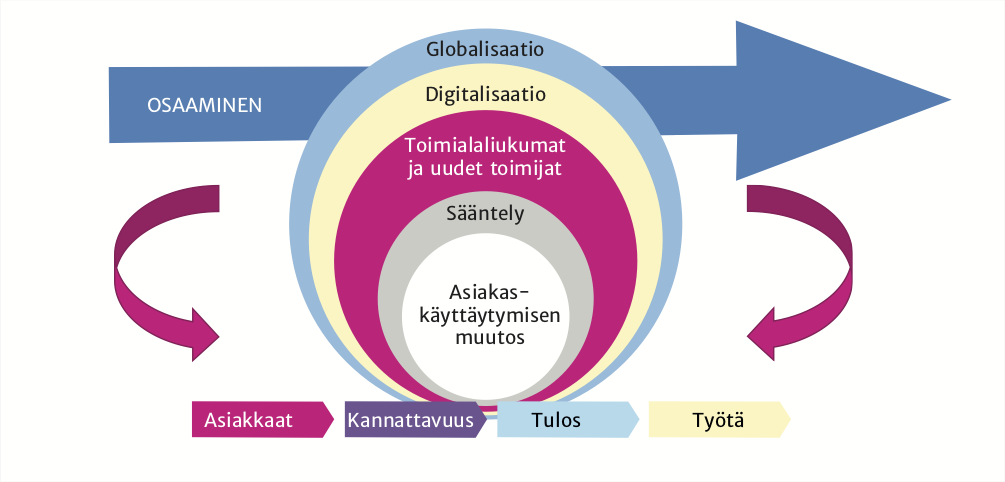 Globalisaatio
Digitalisaatio
OSAAMINEN
Toimialaliukumat
ja uudet toimijat
Sääntely
Asiakas-
käyttäytymisen
muutos
Asiakkaat
Kannattavuus
Tulos
Työtä